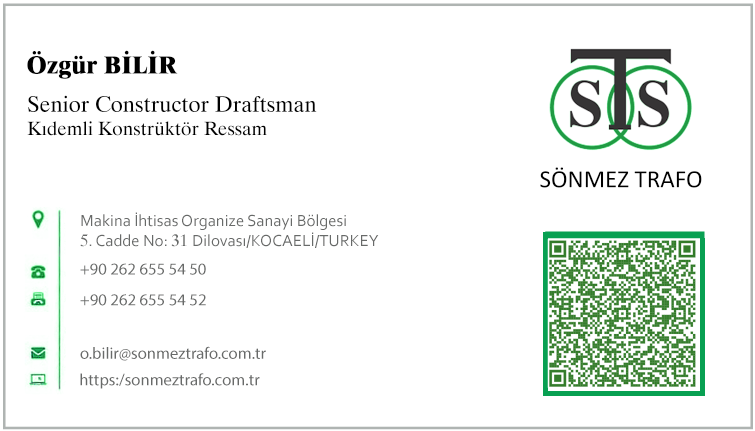 Özgür BİLİR
Senior Constructor Draftsman
Kıdemli Konstrüktör Ressam
STS
SÖNMEZ TRAFO
Makina İhtisas Organize Sanayi Bölgesi
5. Cadde No: 31 Dilovası/KOCAELİ/TURKEY
+90 262 655 54 50
+90 262 655 54 52
o.bilir@sonmeztrafo.com.tr
https:/sonmeztrafo.com.tr